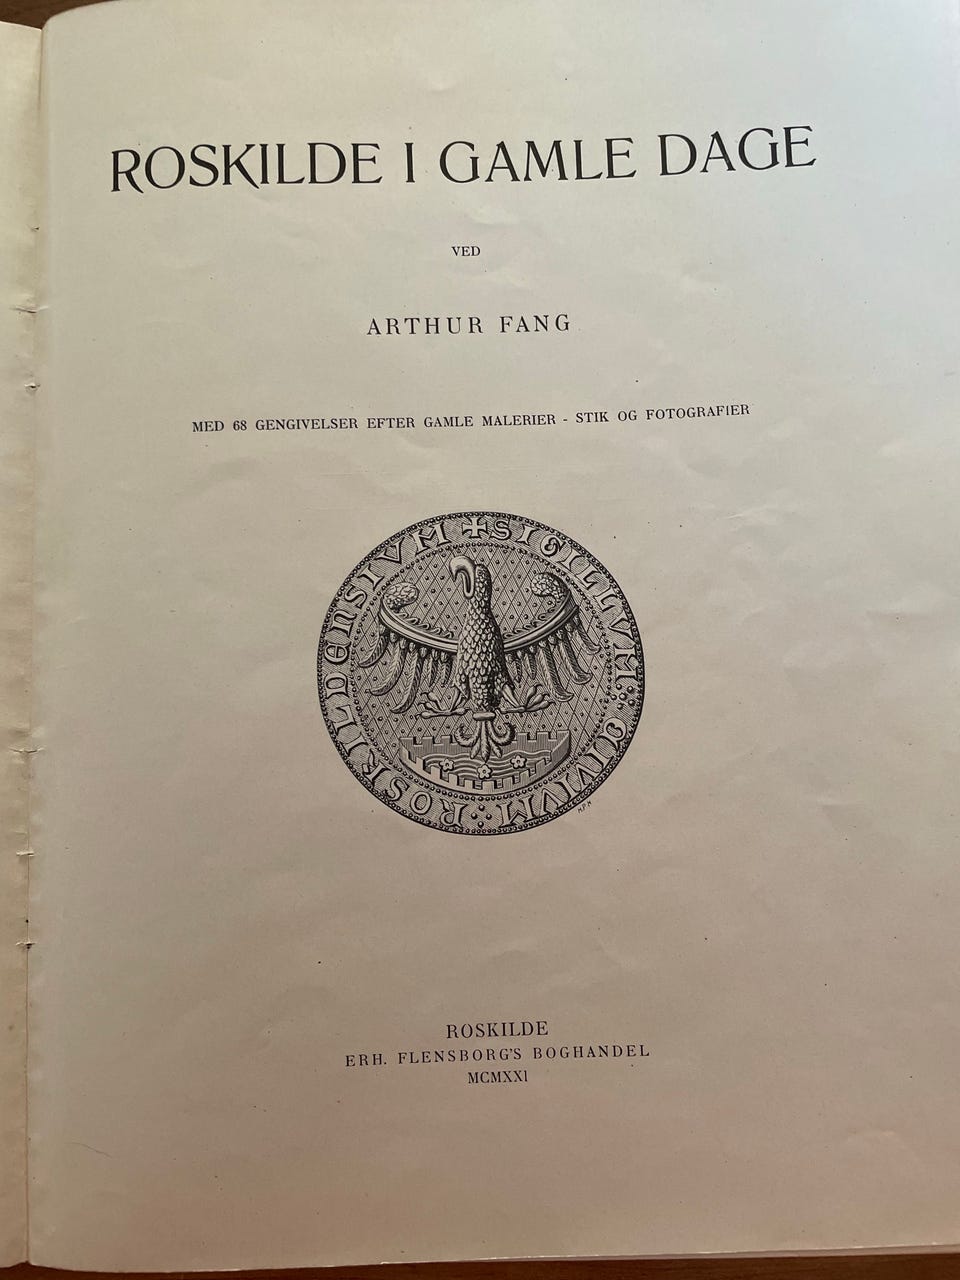 ROSKILDE I GAMLE DAGE
VED
ARTHUR FANG
MED 68 GENGIVELSER EFTER GAMLE MALERIER - STIK OG FOTOGRAFIER
✠ SIGILLVM : CIVIVM : ROSKILDENSIVM
ROSKILDE
ERH. FLENSBORG'S BOGHANDEL
MCMXXI